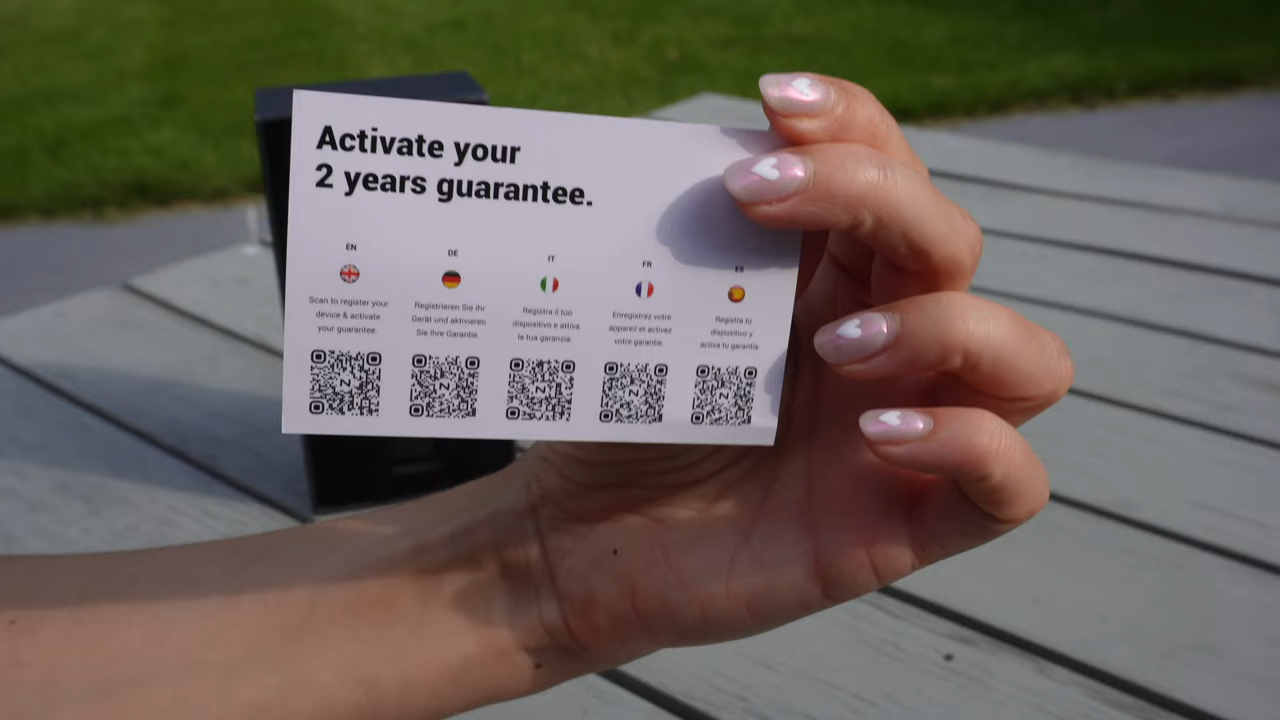 Activate your
2 years guarantee.
EN
Scan to register your
device & activate
your guarantee.
DE
Registrieren Sie Ihr
Gerät und aktivieren
Sie Ihre Garantie.
IT
Registra il tuo
dispositivo e attiva
la tua garanzia.
FR
Enregistrez votre
appareil et activez
votre garantie.
ES
Registra tu
dispositivo y
activa tu garantía.